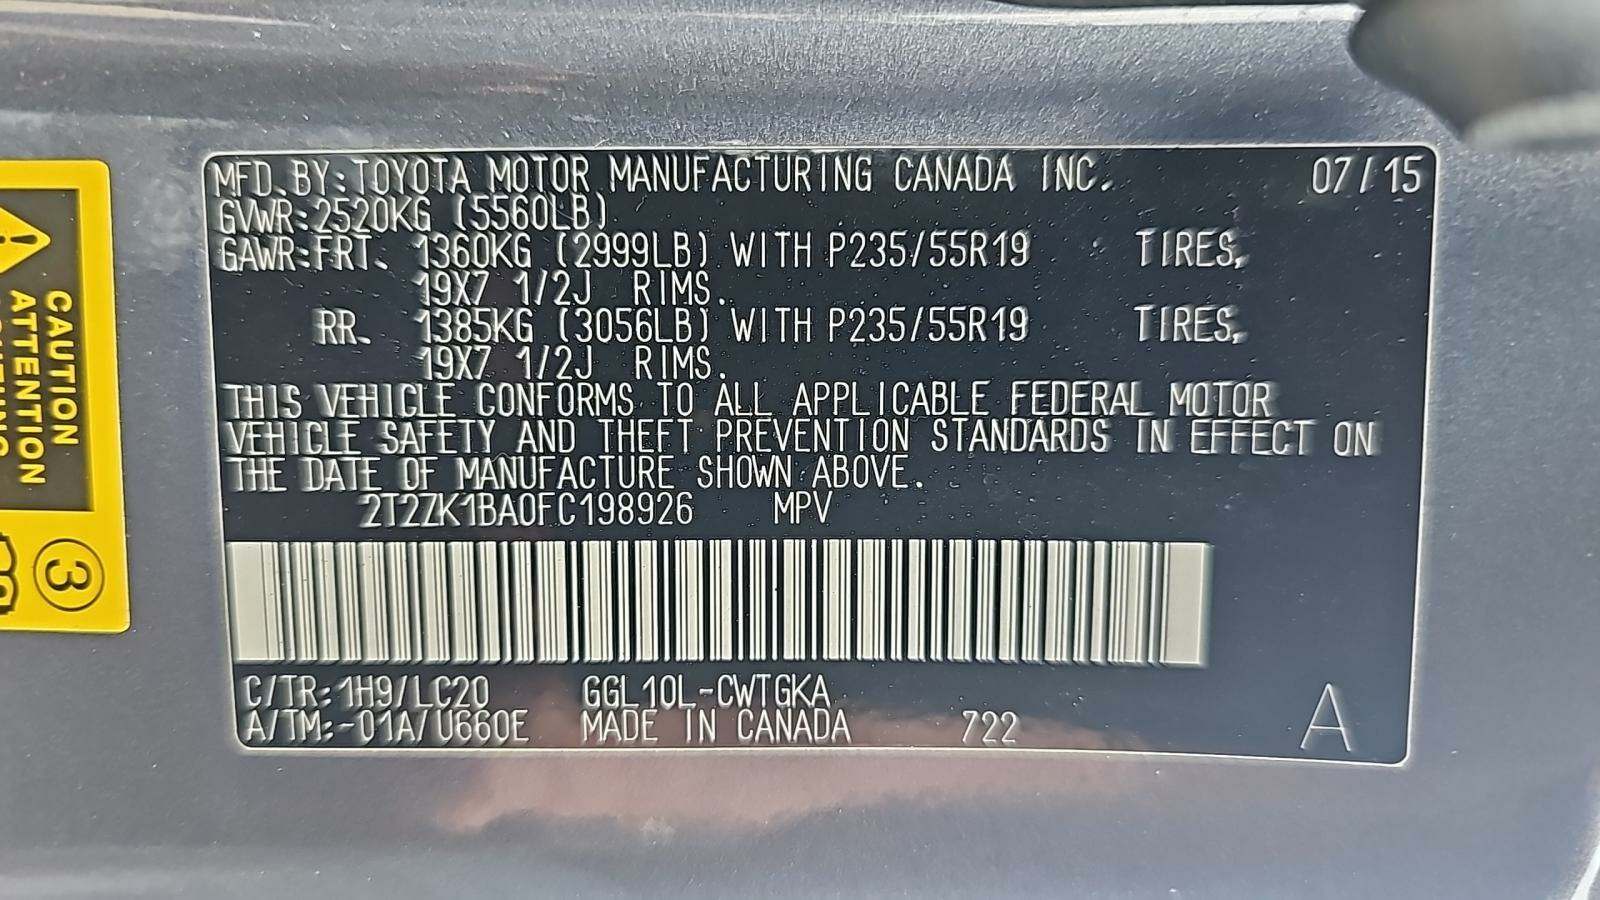 MFD.BY:TOYOTA MOTOR MANUFACTURING CANADA INC. 07/15
GVWR:2520KG (5560LB)
GAWR:FRT. 1360KG (2999LB) WITH P235/55R19 TIRES,
19X7 1/2J RIMS.
RR. 1385KG (3056LB) WITH P235/55R19 TIRES,
19X7 1/2J RIMS.
THIS VEHICLE CONFORMS TO ALL APPLICABLE FEDERAL MOTOR
VEHICLE SAFETY AND THEFT PREVENTION STANDARDS IN EFFECT ON
THE DATE OF MANUFACTURE SHOWN ABOVE.
2T2ZK1BA0FC198926 MPV
C/TR:1H9/LC20 GGL10L-CWTGKA
A/TM:-01A/U660E MADE IN CANADA 722 A
CAUTION
ATTENTION
3